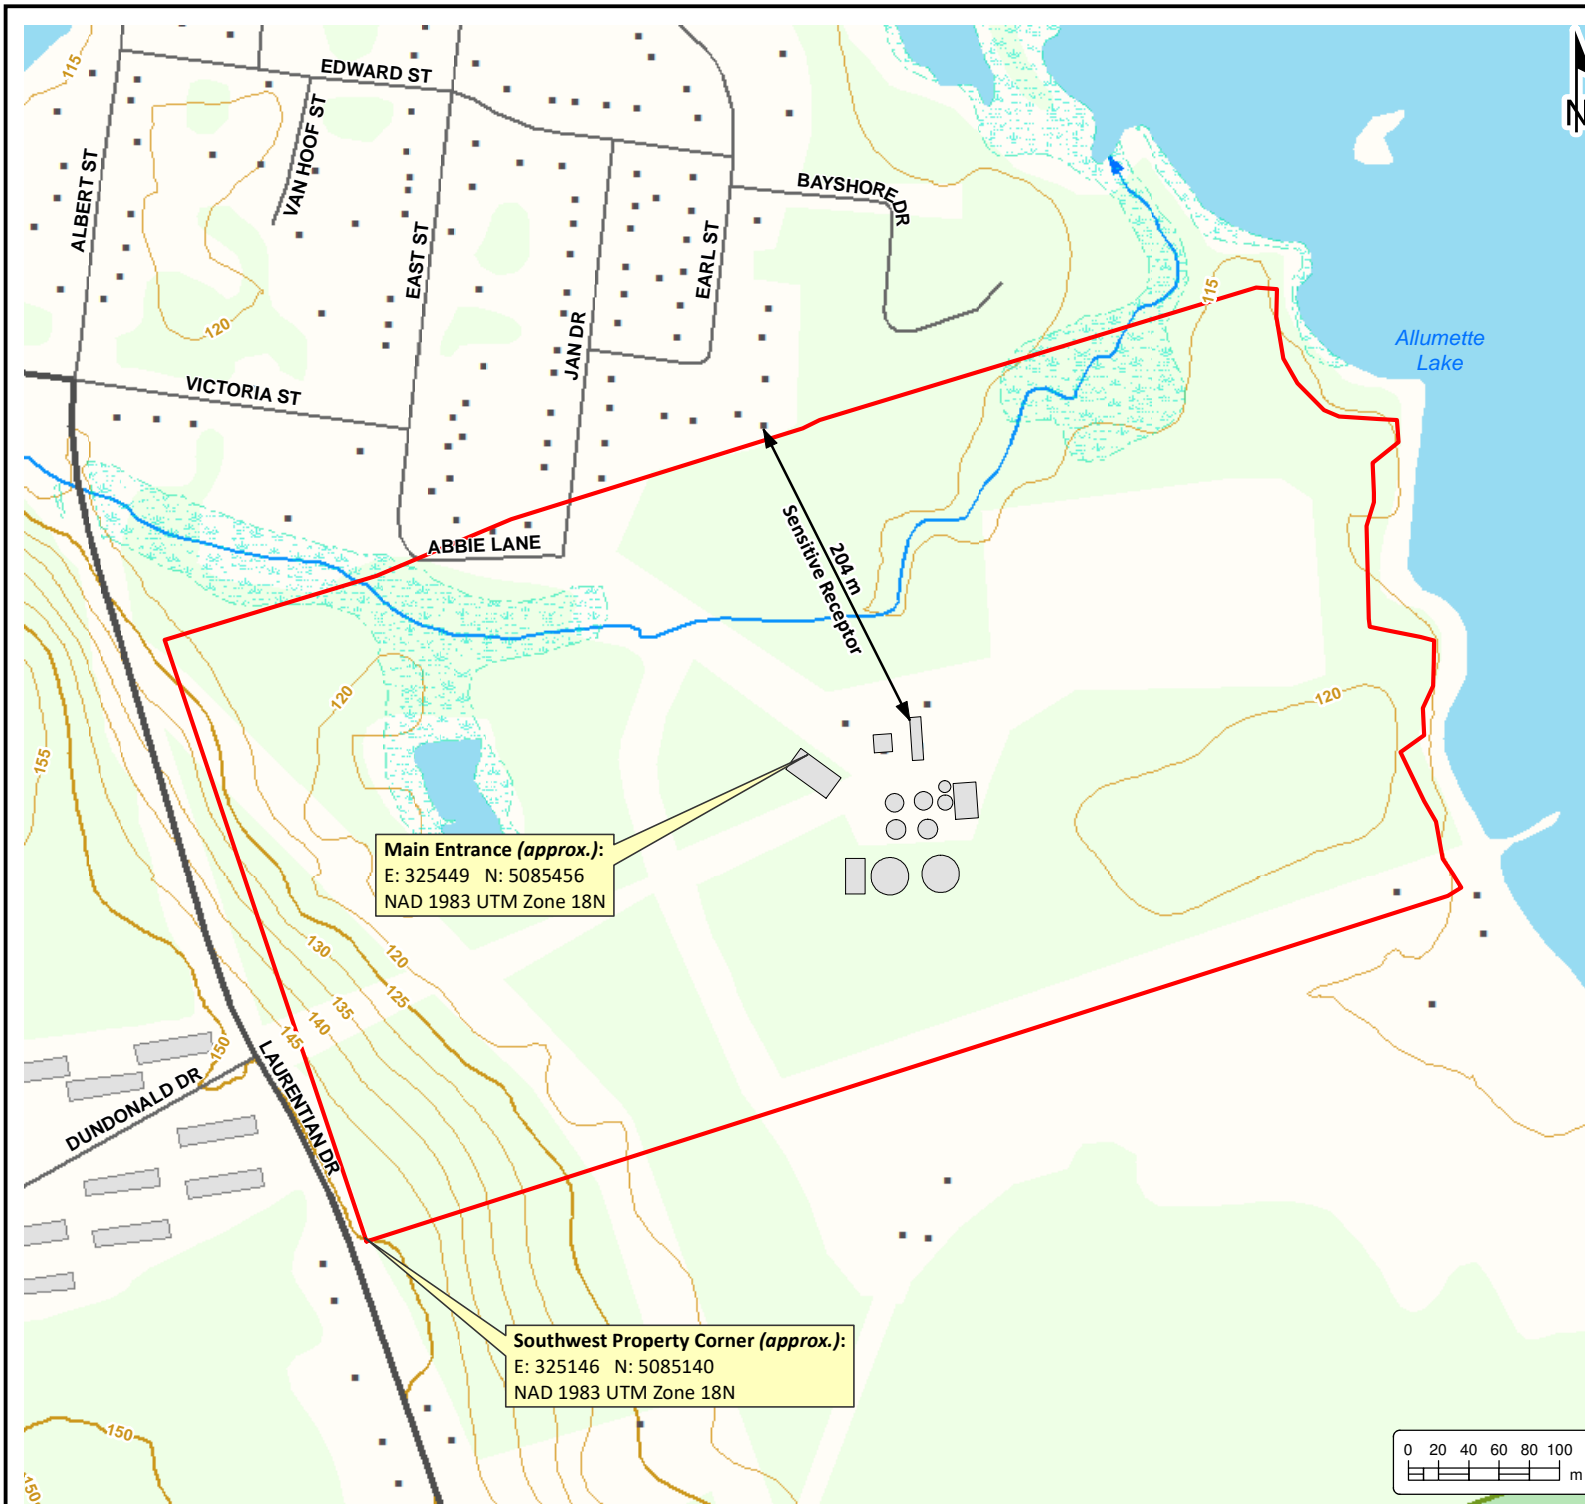 115
EDWARD ST
VAN HOOF ST
ALBERT ST
N
BAYSHORE DR
EAST ST
EARL ST
115
120
JAN DR
Allumette
Lake
VICTORIA ST
ABBIE LANE
204 m
Sensitive Receptor
120
120
155
Main Entrance (approx.):
E: 325449 N: 5085456
NAD 1983 UTM Zone 18N
130
120
125
135
140
145
150
LAURENTIAN DR
DUNDONALD DR
Southwest Property Corner (approx.):
E: 325146 N: 5085140
NAD 1983 UTM Zone 18N
150
150
0 20 40 60 80 100
m